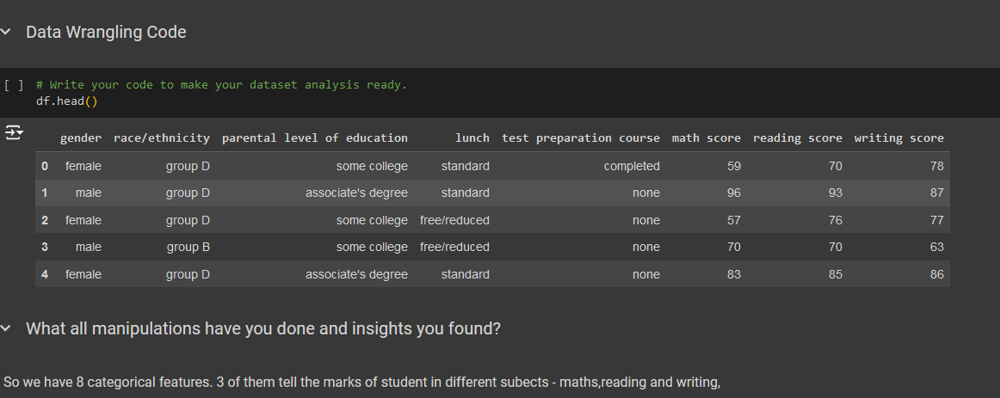 Data Wrangling Code
[ ] # Write your code to make your dataset analysis ready.
df.head()
gender race/ethnicity parental level of education lunch test preparation course math score reading score writing score
0 female group D some college standard completed 59 70 78
1 male group D associate's degree standard none 96 93 87
2 female group D some college free/reduced none 57 76 77
3 male group B some college free/reduced none 70 70 63
4 female group D associate's degree standard none 83 85 86
What all manipulations have you done and insights you found?
So we have 8 categorical features. 3 of them tell the marks of student in different subects - maths,reading and writing,